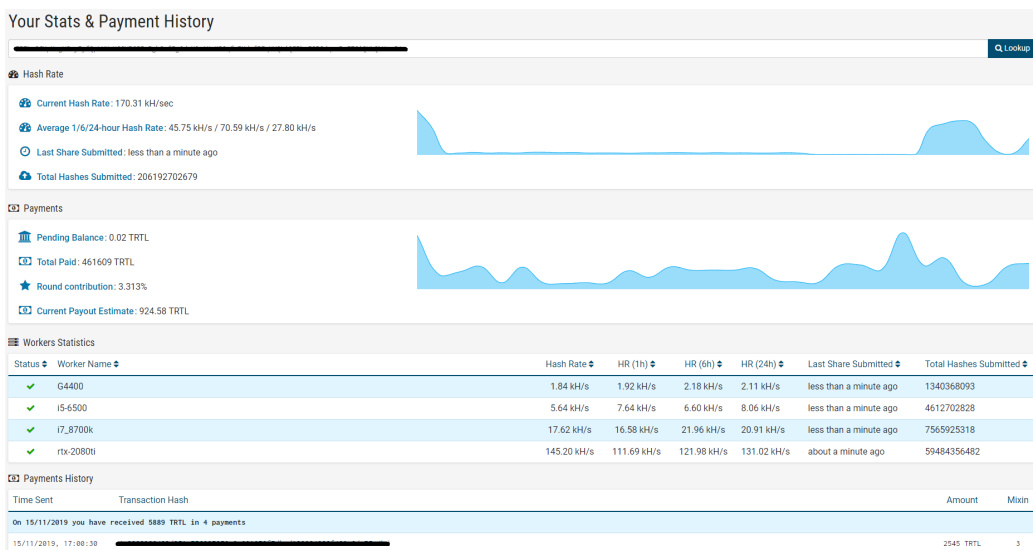 Your Stats & Payment History
Lookup
Hash Rate
Current Hash Rate: 170.31 kH/sec
Average 1/6/24-hour Hash Rate: 45.75 kH/s / 70.59 kH/s / 27.80 kH/s
Last Share Submitted: less than a minute ago
Total Hashes Submitted: 206192702679
Payments
Pending Balance: 0.02 TRTL
Total Paid: 461609 TRTL
Round contribution: 3.313%
Current Payout Estimate: 924.58 TRTL
Workers Statistics
Status Worker Name Hash Rate HR (1h) HR (6h) HR (24h) Last Share Submitted Total Hashes Submitted
G4400 1.84 kH/s 1.92 kH/s 2.18 kH/s 2.11 kH/s less than a minute ago 1340368093
i5-6500 5.64 kH/s 7.64 kH/s 6.60 kH/s 8.06 kH/s less than a minute ago 4612702828
i7_8700k 17.62 kH/s 16.58 kH/s 21.96 kH/s 20.91 kH/s less than a minute ago 7565925318
rtx-2080ti 145.20 kH/s 111.69 kH/s 121.98 kH/s 131.02 kH/s about a minute ago 59484356482
Payments History
Time Sent Transaction Hash Amount Mixin
On 15/11/2019 you have received 5889 TRTL in 4 payments
15/11/2019, 17:00:30 2545 TRTL 3